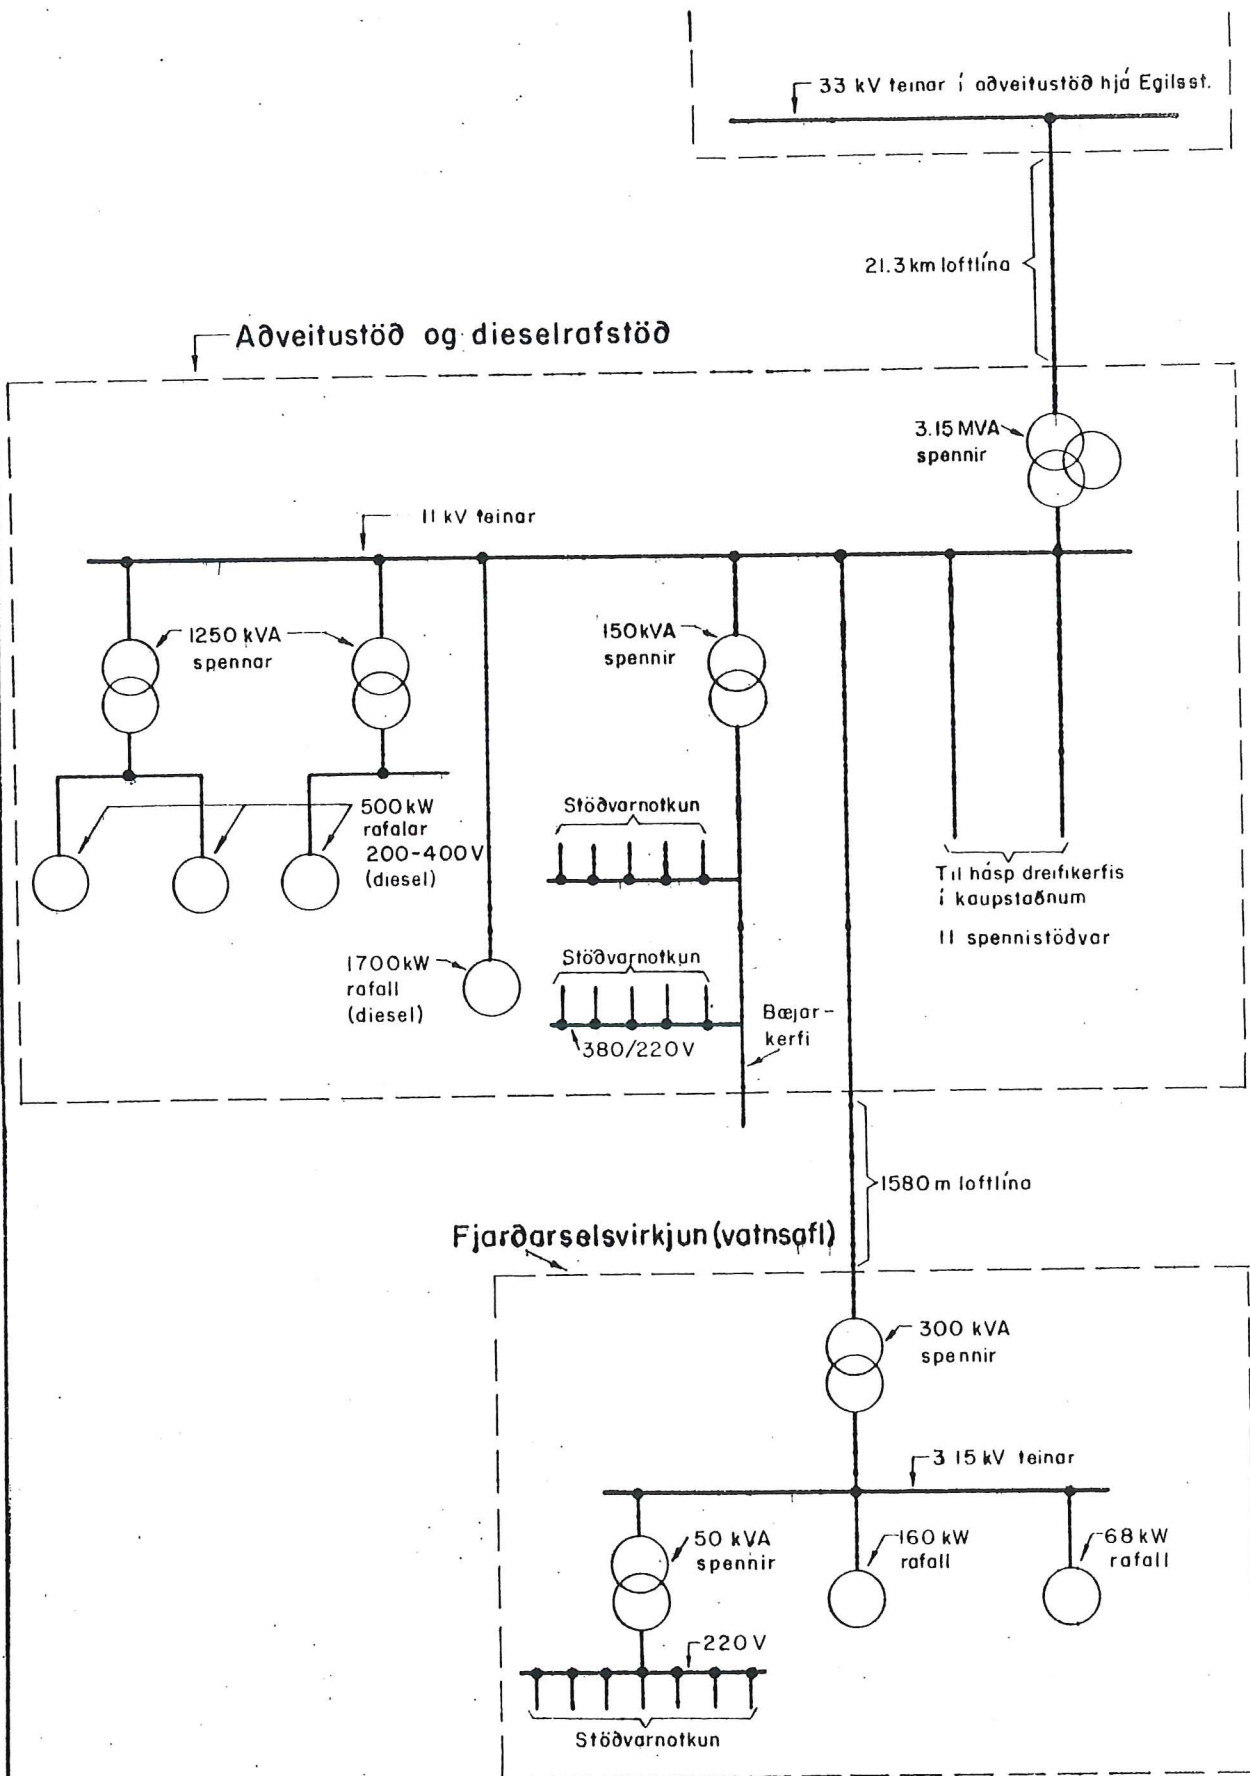 33 kV teinar í aðveitustöð hjá Egilsst.
21.3 km loftlína
Aðveitustöð og dieselrafstöð
3.15 MVA
spennir
11 kV teinar
1250 kVA
spennar
150 kVA
spennir
500 kW
rafalar
200-400 V
(diesel)
Stöðvarnotkun
Til hásp dreifikerfis
í kaupstaðnum
11 spennistöðvar
1700 kW
rafall
(diesel)
Stöðvarnotkun
380/220 V
Bæjar-
kerfi
1580 m loftlína
Fjarðarselsvirkjun (vatnsafl)
300 kVA
spennir
3 15 kV teinar
50 kVA
spennir
160 kW
rafall
68 kW
rafall
220 V
Stöðvarnotkun